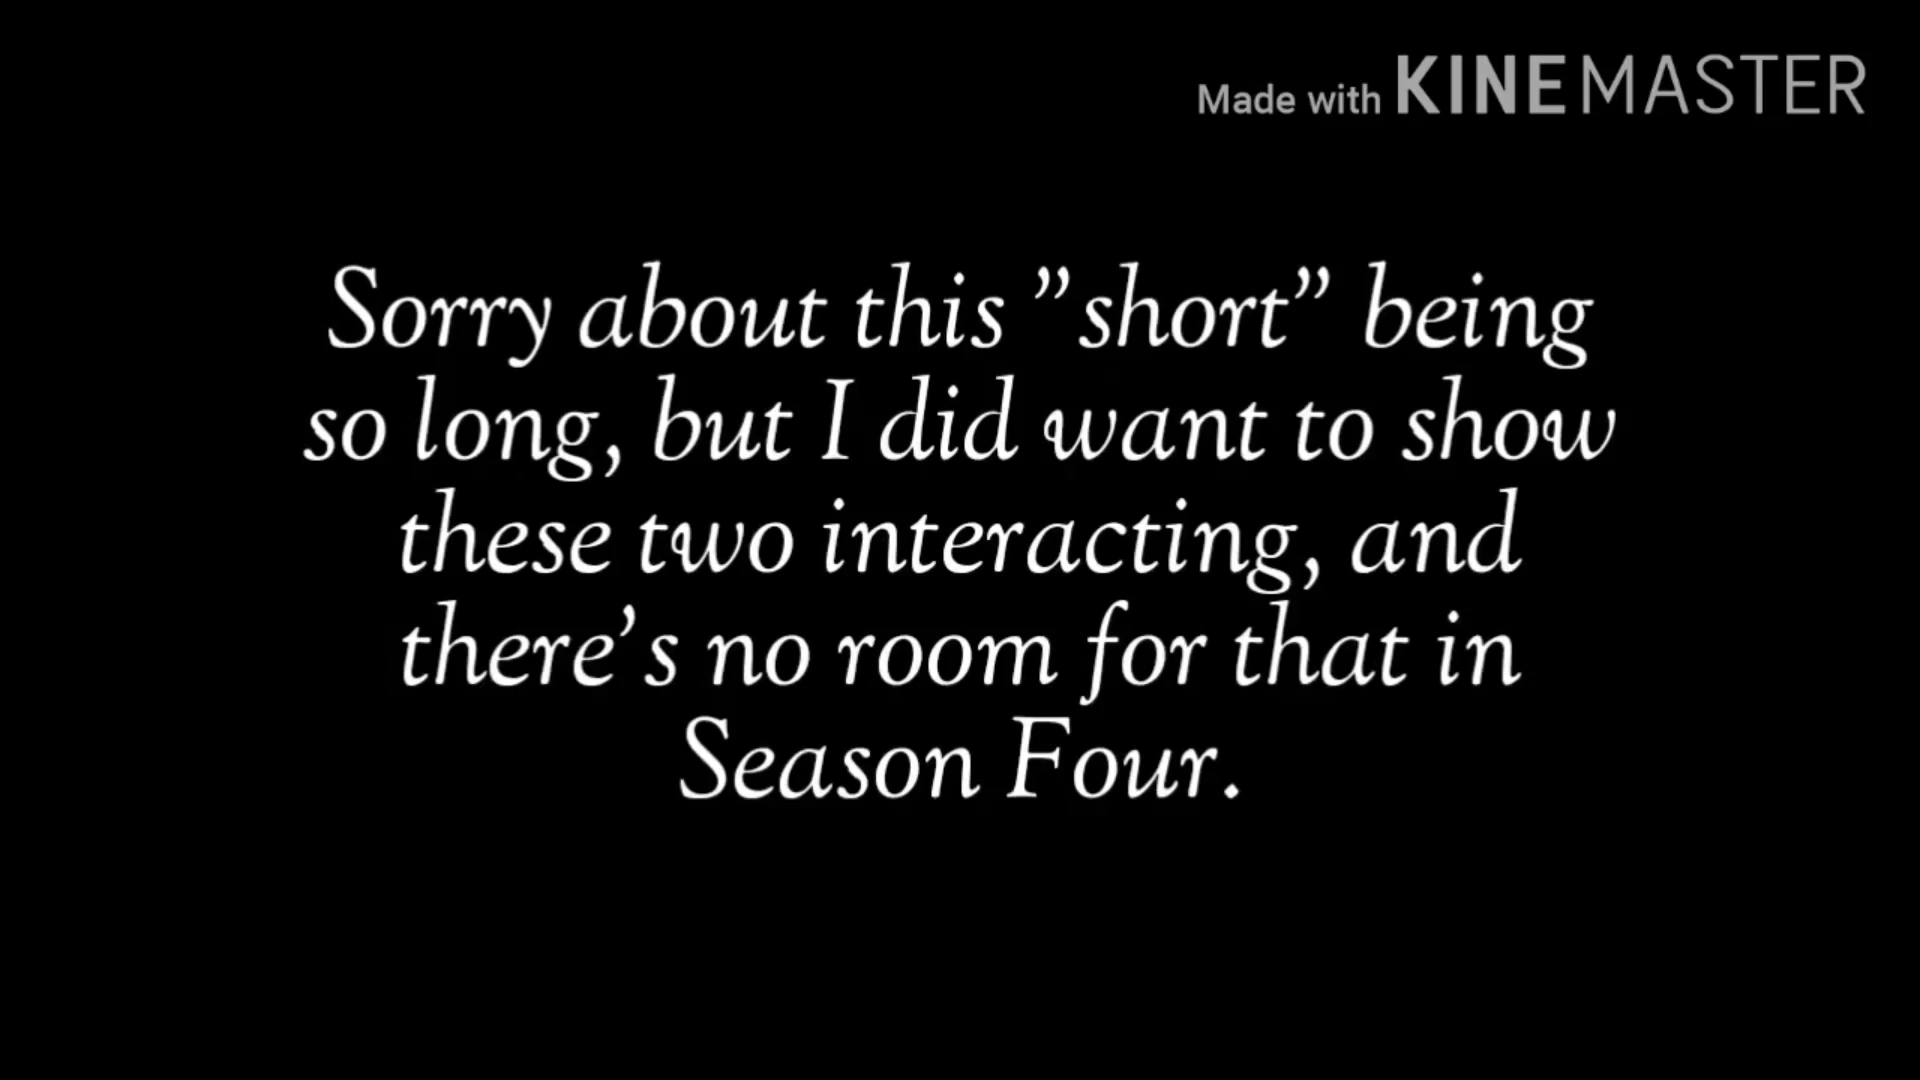 Made with KINEMASTER
Sorry about this ”short” being
so long, but I did want to show
these two interacting, and
there’s no room for that in
Season Four.